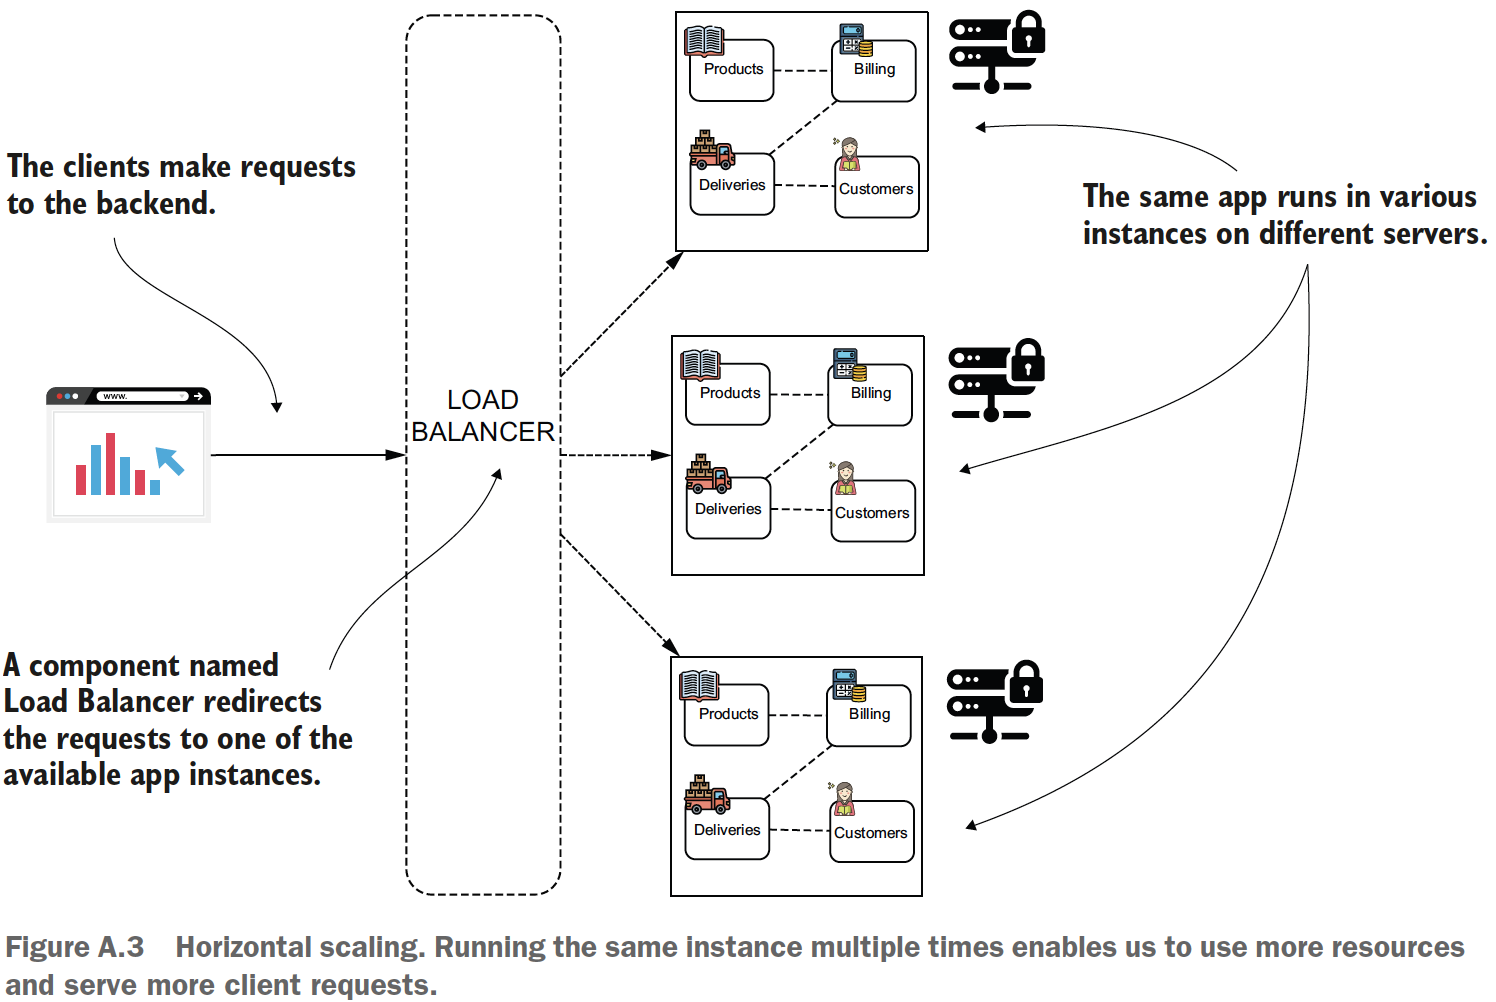 The clients make requests
to the backend.
www.
LOAD
BALANCER
A component named
Load Balancer redirects
the requests to one of the
available app instances.
Products
Billing
Deliveries
Customers
Products
Billing
Deliveries
Customers
Products
Billing
Deliveries
Customers
The same app runs in various
instances on different servers.
Figure A.3 Horizontal scaling. Running the same instance multiple times enables us to use more resources
and serve more client requests.